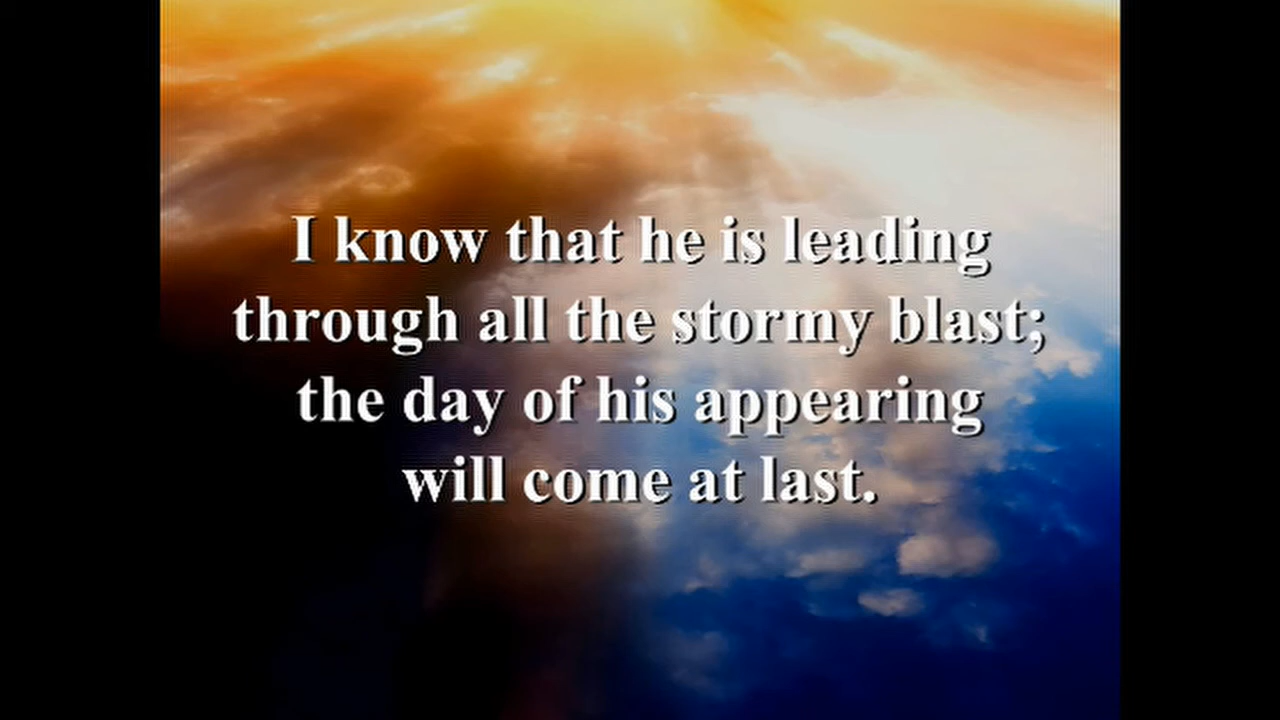 I know that he is leading
through all the stormy blast;
the day of his appearing
will come at last.